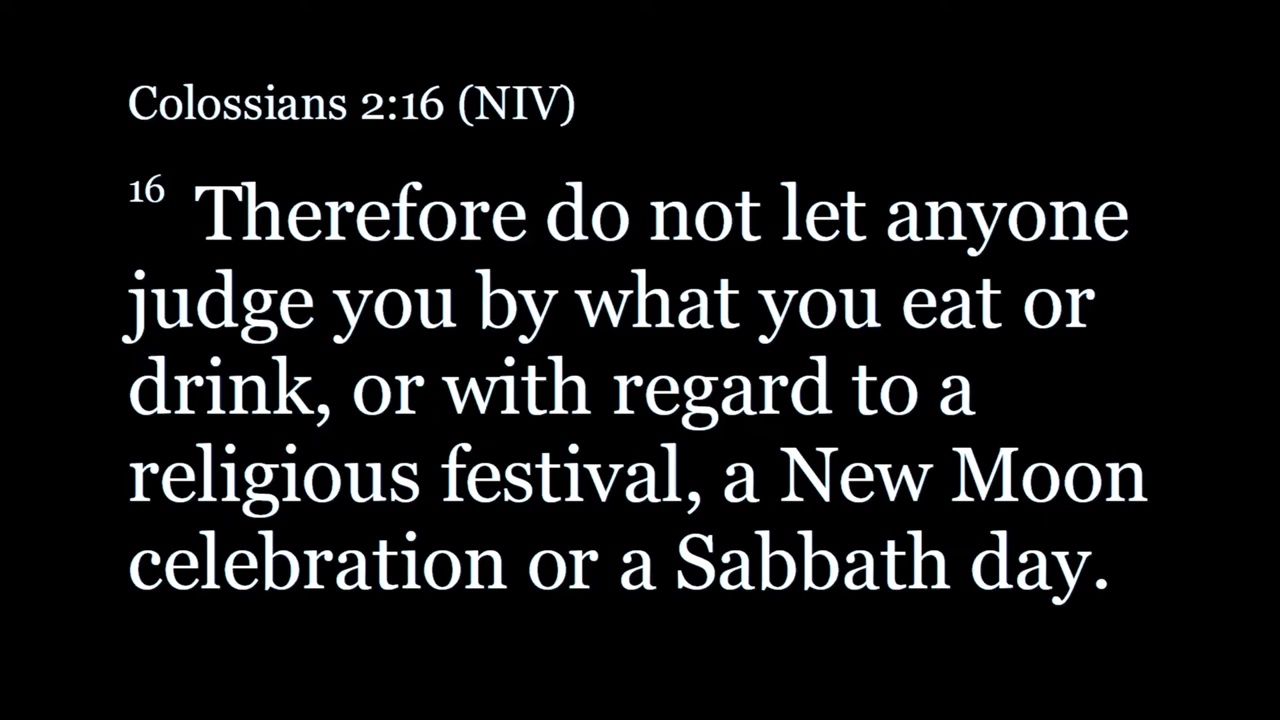 Colossians 2:16 (NIV)
16 Therefore do not let anyone
judge you by what you eat or
drink, or with regard to a
religious festival, a New Moon
celebration or a Sabbath day.